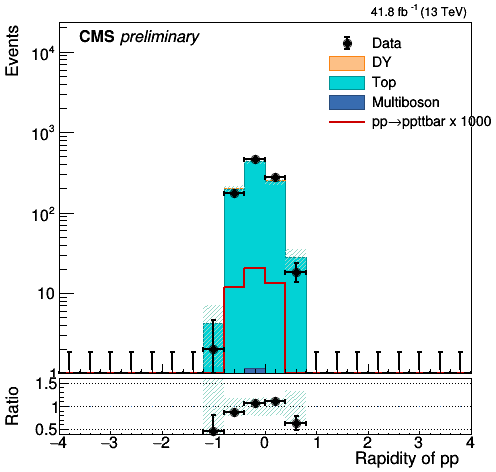 41.8 fb⁻¹ (13 TeV)
CMS preliminary
Events
10⁴
10³
10²
10
1
Data
DY
Top
Multiboson
pp→ppttbar x 1000
Ratio
1.5
1
0.5
−4 −3 −2 −1 0 1 2 3 4
Rapidity of pp